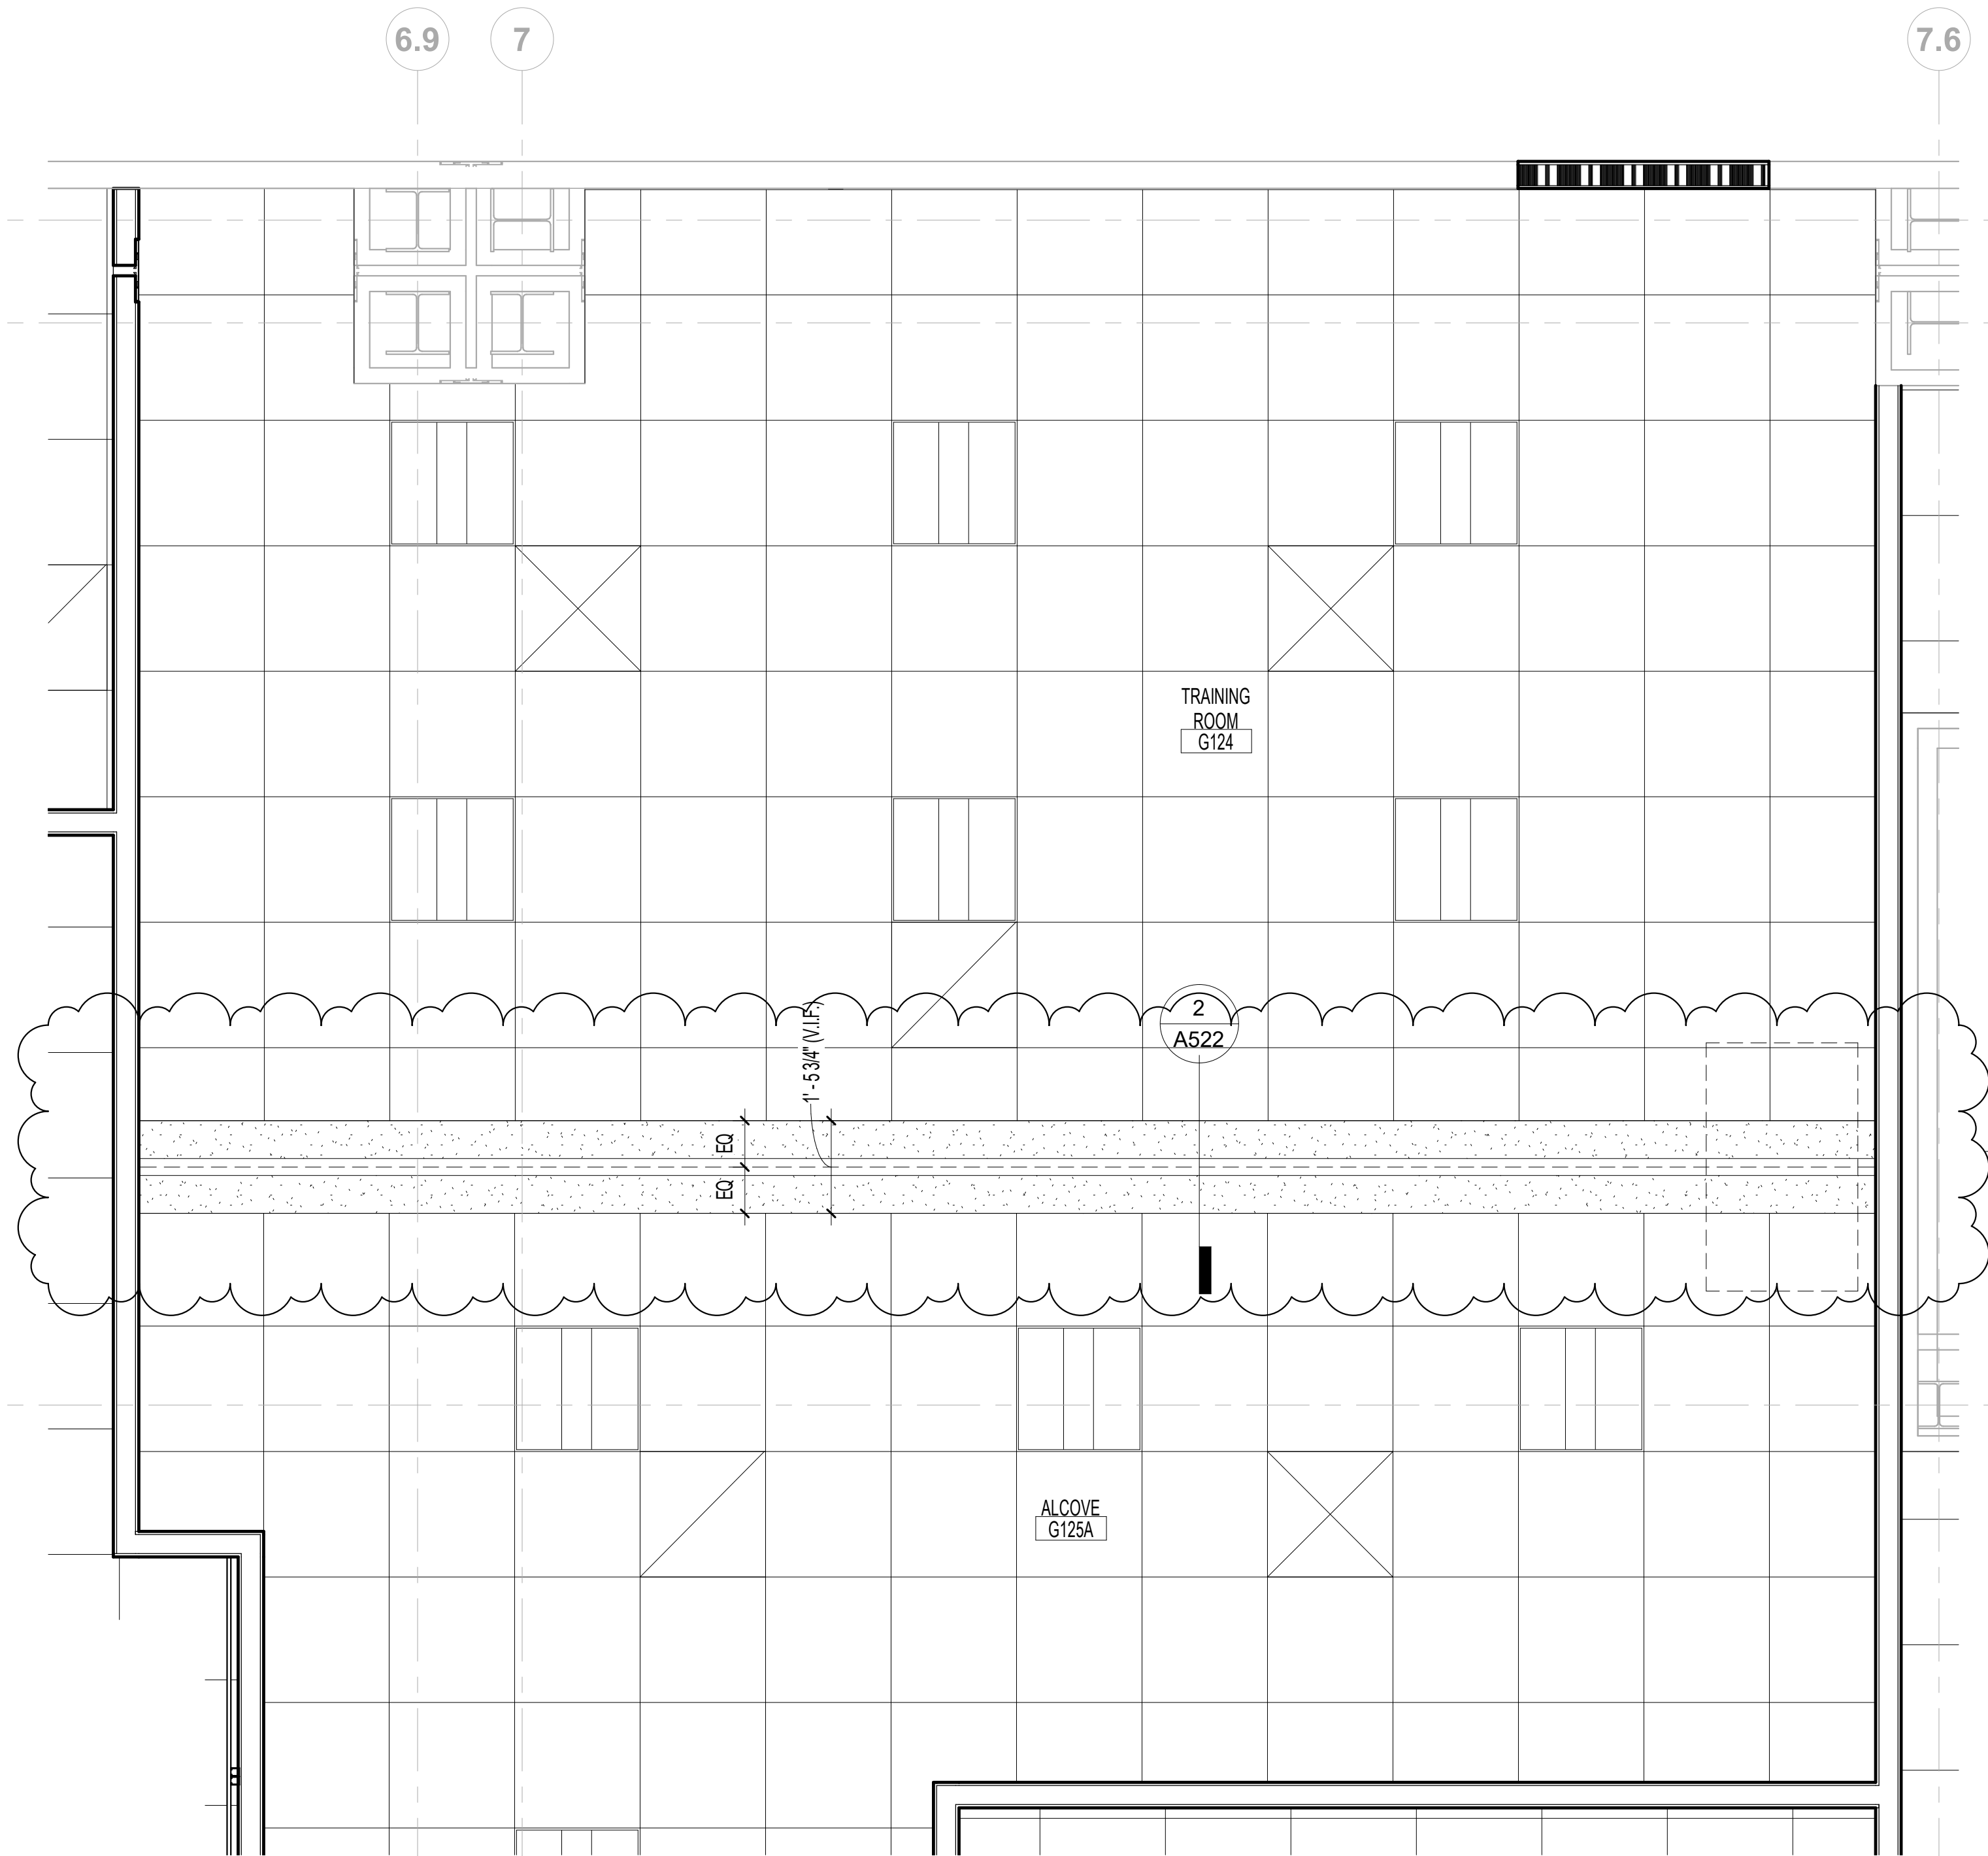 6.9
7
7.6
TRAINING
ROOM
G124
1' - 5 3/4" (V.I.F.)
2
A522
EQ
EQ
ALCOVE
G125A